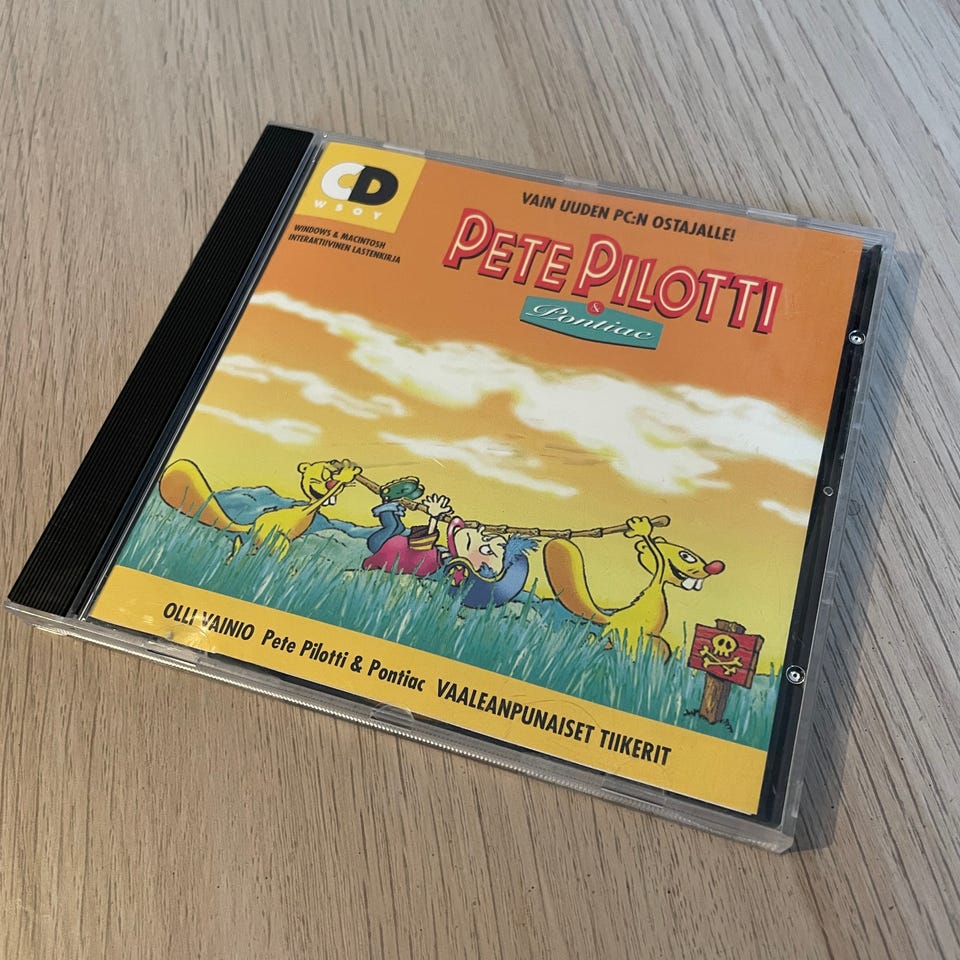 CD
WSOY
WINDOWS & MACINTOSH
INTERAKTIIVINEN LASTENKIRJA
VAIN UUDEN PC:N OSTAJALLE!
PETE PILOTTI
&
Pontiac
OLLI VAINIO Pete Pilotti & Pontiac VAALEANPUNAISET TIIKERIT